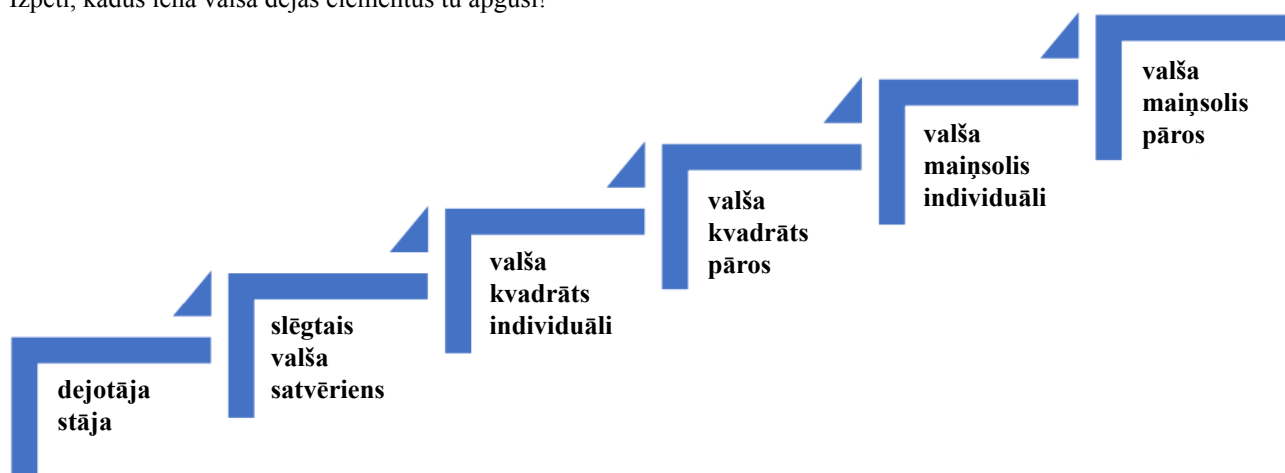 Izpēti, kādus lēnā valša dejas elementus tu apgūsi!
dejotāja
stāja
slēgtais
valša
satvēriens
valša
kvadrāts
individuāli
valša
kvadrāts
pāros
valša
maiņsolis
individuāli
valša
maiņsolis
pāros